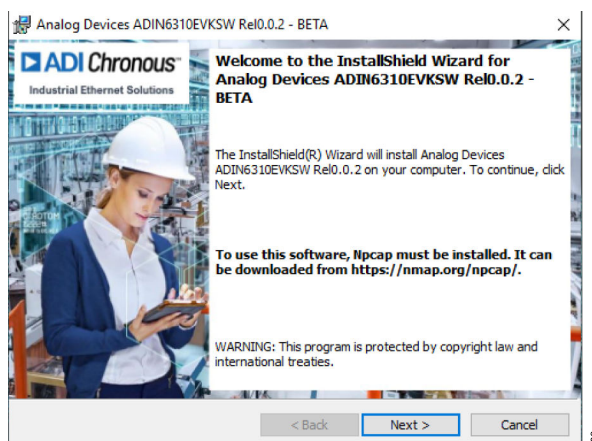 Analog Devices ADIN6310EVKSW Rel0.0.2 - BETA
ADI Chronous™
Industrial Ethernet Solutions
Welcome to the InstallShield Wizard for
Analog Devices ADIN6310EVKSW Rel0.0.2 -
BETA
The InstallShield(R) Wizard will install Analog Devices
ADIN6310EVKSW Rel0.0.2 on your computer. To continue, click
Next.
To use this software, Npcap must be installed. It can
be downloaded from https://nmap.org/npcap/.
WARNING: This program is protected by copyright law and
international treaties.
< Back
Next >
Cancel